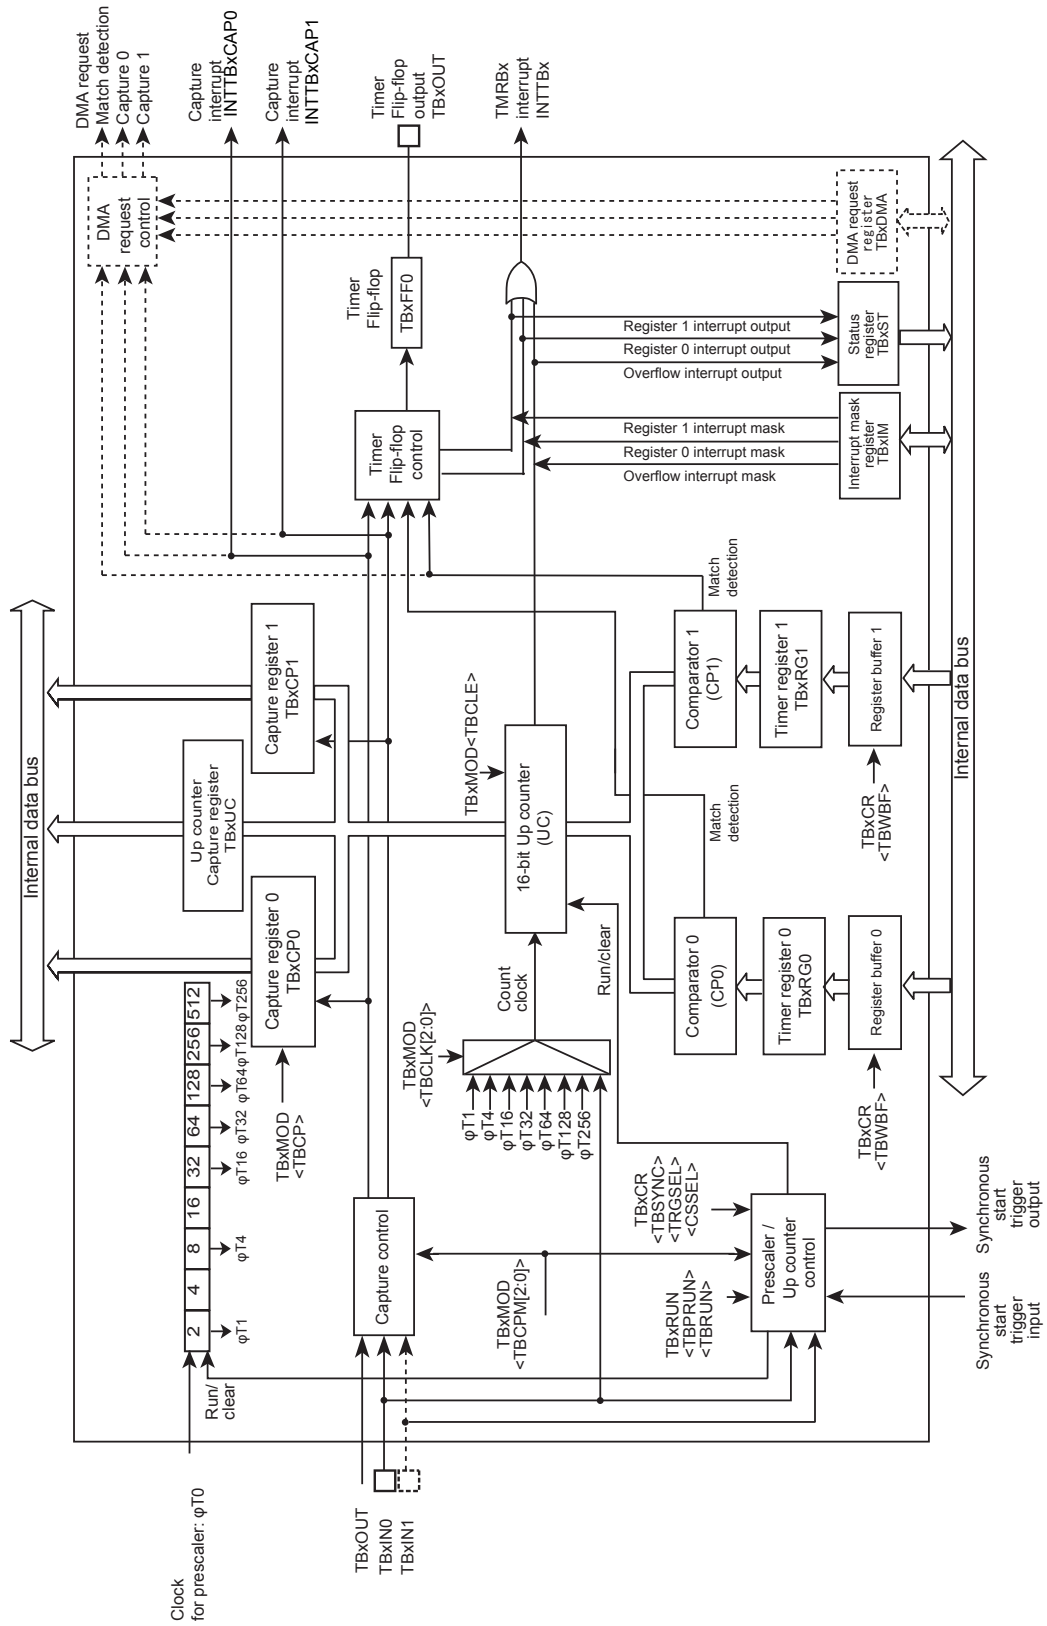 Internal data bus
Clock
for prescaler: φT0
Run/
clear
2
4
8
16
32
64
128
256
512
φT1
φT4
φT16
φT32
φT64
φT128
φT256
TBxMOD
<TBCP>
Capture register 0
TBxCP0
Up counter
Capture register
TBxUC
Capture register 1
TBxCP1
DMA
request
control
DMA request
Match detection
Capture 0
Capture 1
Capture
interrupt
INTTBxCAP0
Capture
interrupt
INTTBxCAP1
TBxOUT
TBxIN0
TBxIN1
Capture control
TBxMOD
<TBCPM[2:0]>
TBxMOD
<TBCLK[2:0]>
φT1
φT4
φT16
φT32
φT64
φT128
φT256
Count
clock
TBxMOD<TBCLE>
16-bit Up counter
(UC)
Run/clear
Timer
Flip-flop
control
Timer
Flip-flop
TBxFF0
Timer
Flip-flop
output
TBxOUT
TMRBx
interrupt
INTTBx
Register 1 interrupt output
Register 0 interrupt output
Overflow interrupt output
Register 1 interrupt mask
Register 0 interrupt mask
Overflow interrupt mask
TBxRUN
<TBPRUN>
<TBRUN>
TBxCR
<TBSYNC>
<TRGSEL>
<CSSEL>
Prescaler /
Up counter
control
Match
detection
Match
detection
Comparator 0
(CP0)
Comparator 1
(CP1)
Timer register 0
TBxRG0
Timer register 1
TBxRG1
Register buffer 0
Register buffer 1
TBxCR
<TBWBF>
TBxCR
<TBWBF>
Interrupt mask
register
TBxIM
Status
register
TBxST
DMA request
register
TBxDMA
Internal data bus
Synchronous
start
trigger
input
Synchronous
start
trigger
output